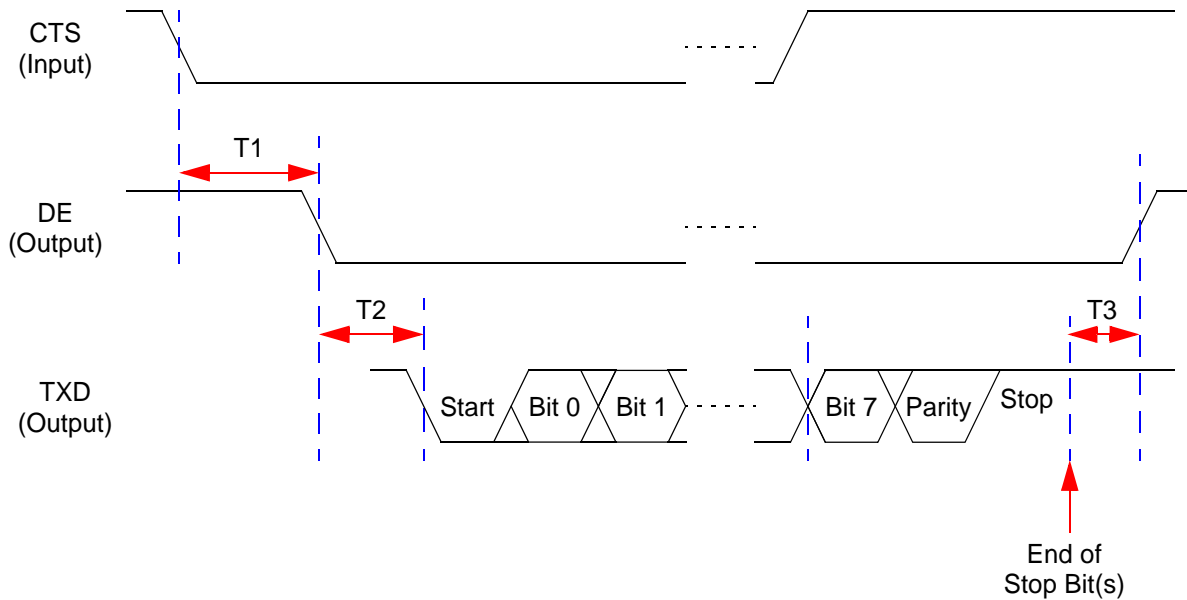 CTS
(Input)
T1
DE
(Output)
T2
T3
TXD
(Output)
Start
Bit 0
Bit 1
Bit 7
Parity
Stop
End of
Stop Bit(s)